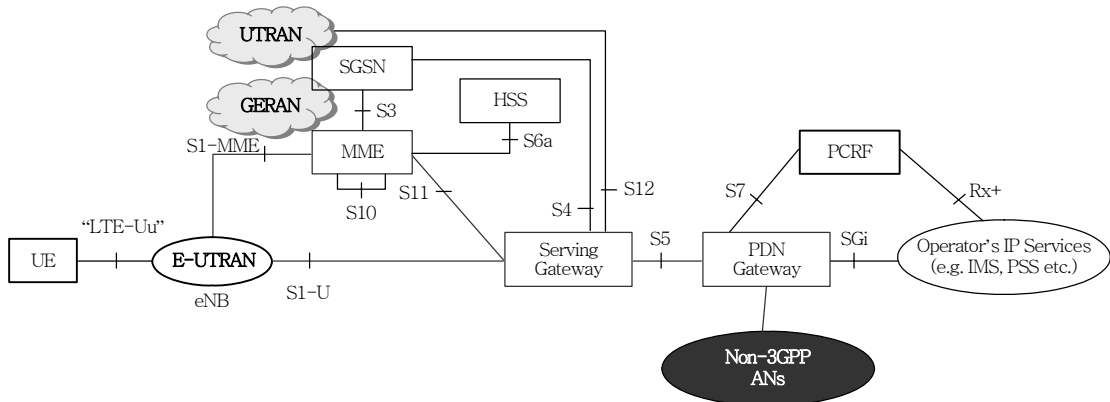 UTRAN
SGSN
GERAN
S3
HSS
S1-MME
MME
S6a
PCRF
S10
S11
S12
S4
S7
Rx+
“LTE-Uu”
UE
E-UTRAN
eNB
S1-U
Serving
Gateway
S5
PDN
Gateway
SGi
Operator’s IP Services
(e.g. IMS, PSS etc.)
Non-3GPP
ANs